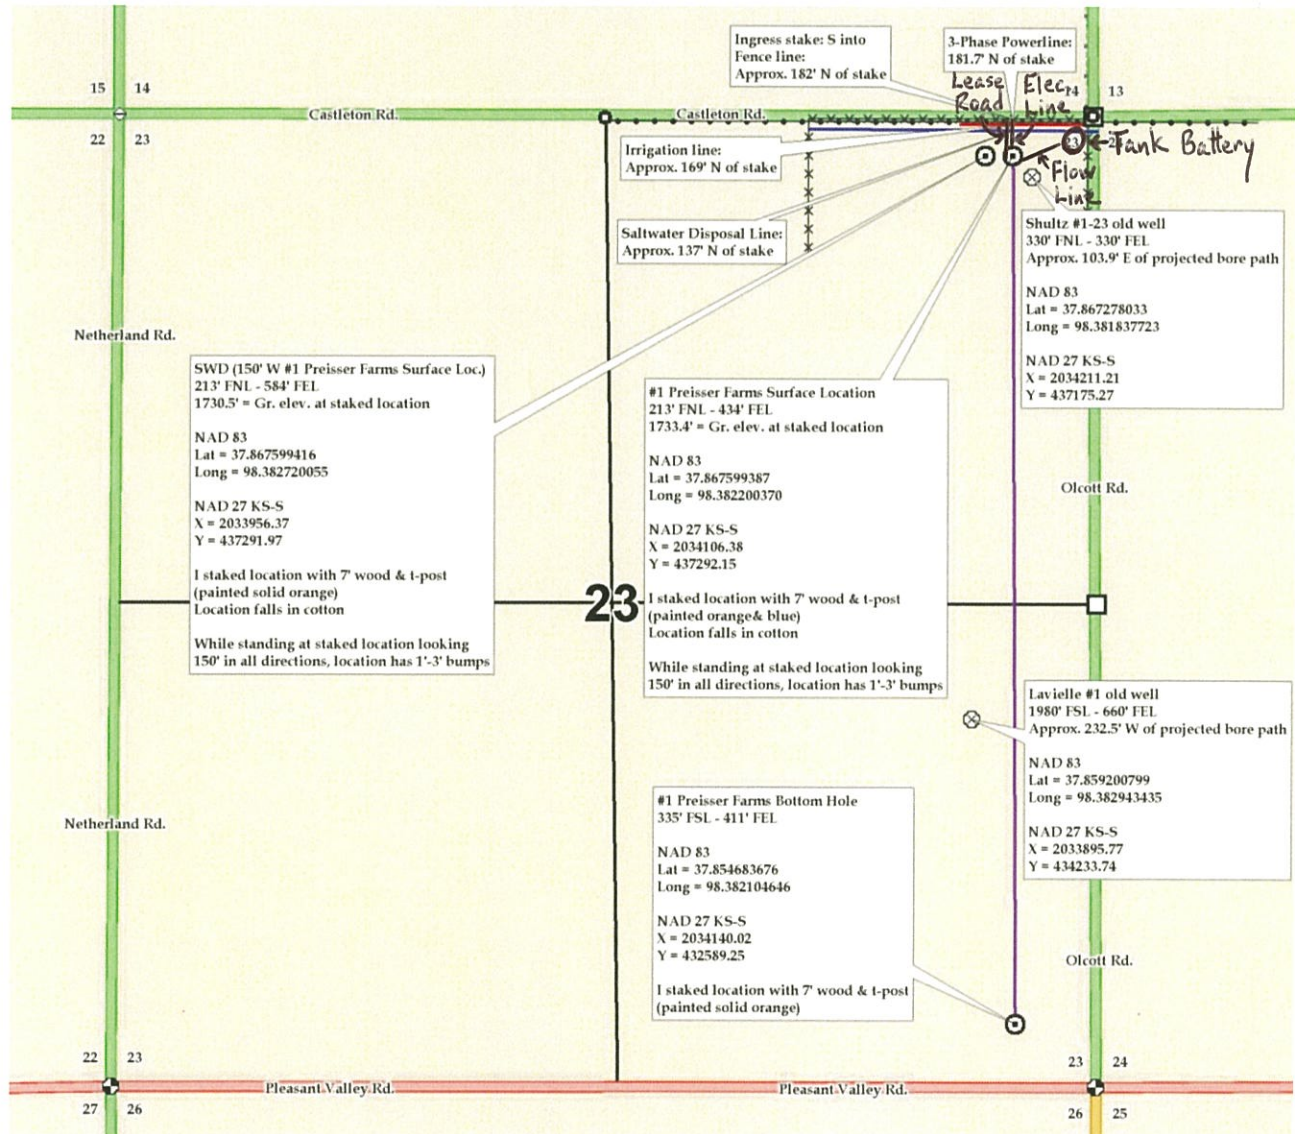 Ingress stake: S into
Fence line:
Approx. 182' N of stake
3-Phase Powerline:
181.7' N of stake
15 14
Lease
Road
Elec
Line
14 13
Castleton Rd.
Castleton Rd.
22 23
23
Tank Battery
Irrigation line:
Approx. 169' N of stake
Flow
Line
Saltwater Disposal Line:
Approx. 137' N of stake
Shultz #1-23 old well
330' FNL - 330' FEL
Approx. 103.9' E of projected bore path
NAD 83
Lat = 37.867278033
Long = 98.381837723
NAD 27 KS-S
X = 2034211.21
Y = 437175.27
Netherland Rd.
SWD (150' W #1 Preisser Farms Surface Loc.)
213' FNL - 584' FEL
1730.5' = Gr. elev. at staked location
NAD 83
Lat = 37.867599416
Long = 98.382720055
NAD 27 KS-S
X = 2033956.37
Y = 437291.97
I staked location with 7' wood & t-post
(painted solid orange)
Location falls in cotton
While standing at staked location looking
150' in all directions, location has 1'-3' bumps
#1 Preisser Farms Surface Location
213' FNL - 434' FEL
1733.4' = Gr. elev. at staked location
NAD 83
Lat = 37.867599387
Long = 98.382200370
NAD 27 KS-S
X = 2034106.38
Y = 437292.15
I staked location with 7' wood & t-post
(painted orange& blue)
Location falls in cotton
While standing at staked location looking
150' in all directions, location has 1'-3' bumps
Olcott Rd.
23
Lavielle #1 old well
1980' FSL - 660' FEL
Approx. 232.5' W of projected bore path
NAD 83
Lat = 37.859200799
Long = 98.382943435
NAD 27 KS-S
X = 2033895.77
Y = 434233.74
#1 Preisser Farms Bottom Hole
335' FSL - 411' FEL
NAD 83
Lat = 37.854683676
Long = 98.382104646
NAD 27 KS-S
X = 2034140.02
Y = 432589.25
I staked location with 7' wood & t-post
(painted solid orange)
Netherland Rd.
Olcott Rd.
22 23
23 24
Pleasant Valley Rd.
Pleasant Valley Rd.
27 26
26 25